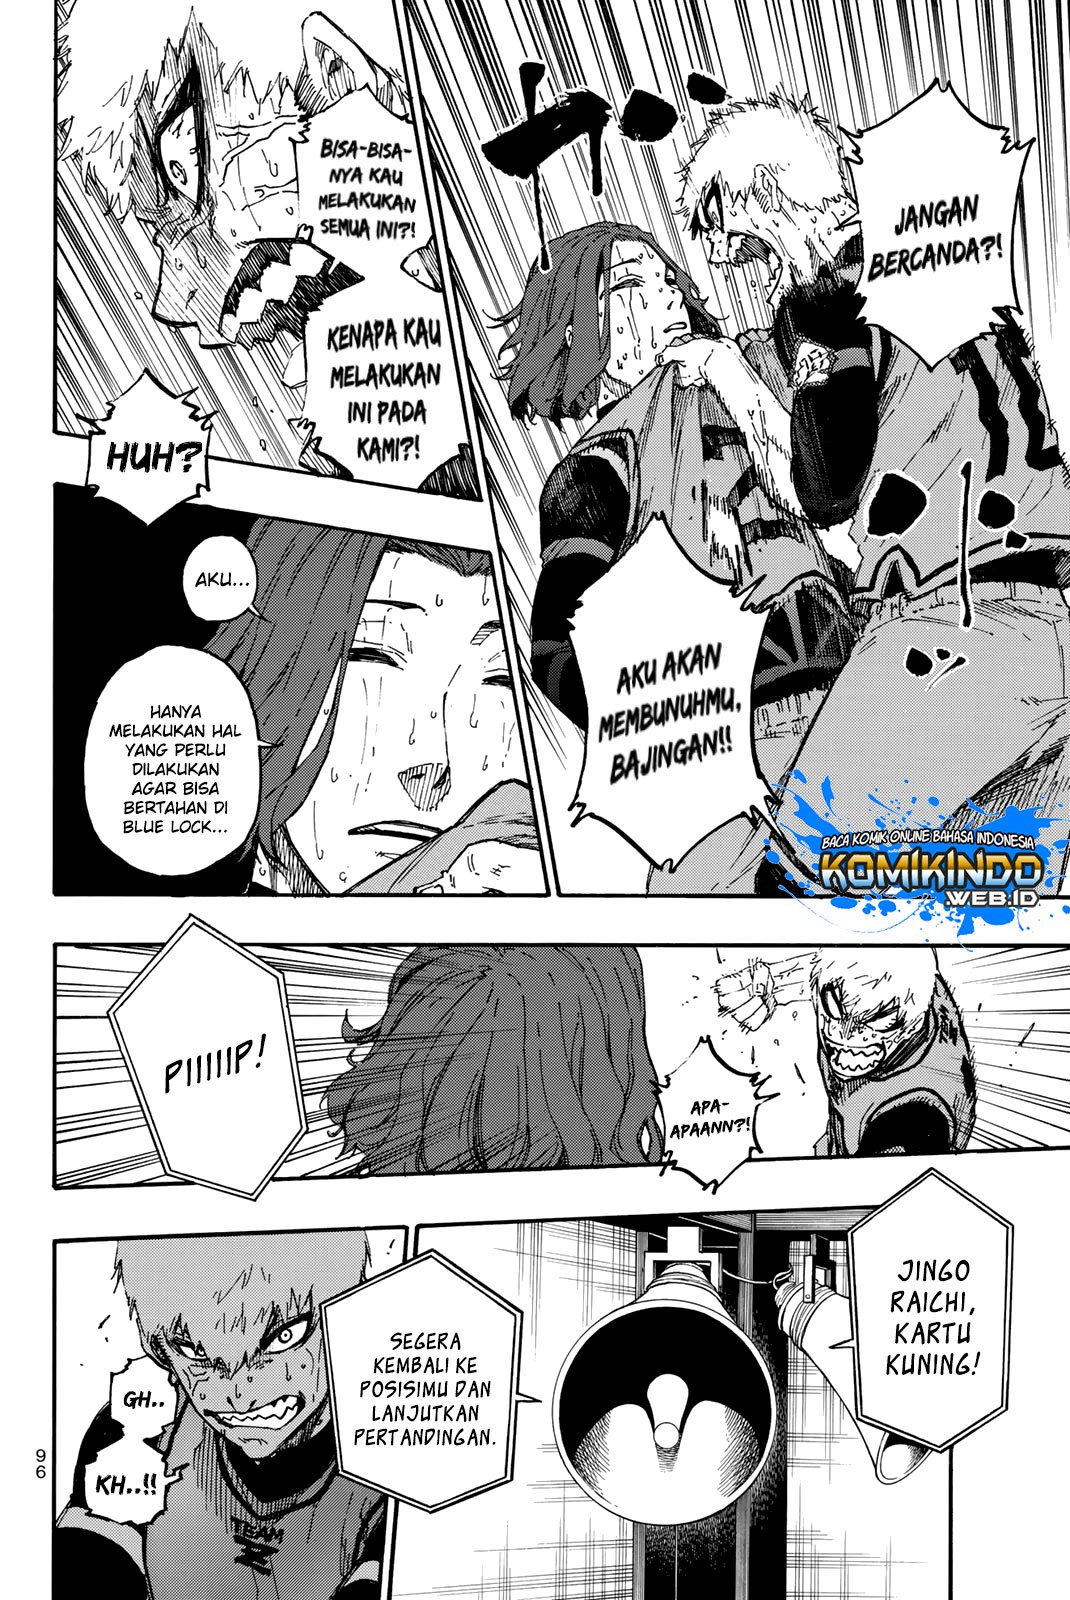 JANGAN
BERCANDA?!
ザッ
AKU AKAN
MEMBUNUHMU,
BAJINGAN!!
BISA-BISA-
NYA KAU
MELAKUKAN
SEMUA INI?!
KENAPA KAU
MELAKUKAN
INI PADA
KAMI?!
HUH?
AKU...
HANYA
MELAKUKAN HAL
YANG PERLU
DILAKUKAN
AGAR BISA
BERTAHAN DI
BLUE LOCK...
BACA KOMIK ONLINE BAHASA INDONESIA
KOMIKINDO
.WEB.ID
APA-
APAANN?!
PIIIIIP!
JINGO
RAICHI,
KARTU
KUNING!
SEGERA
KEMBALI KE
POSISIMU DAN
LANJUTKAN
PERTANDINGAN.
GH..
KH..!!
TEAM
Z
96